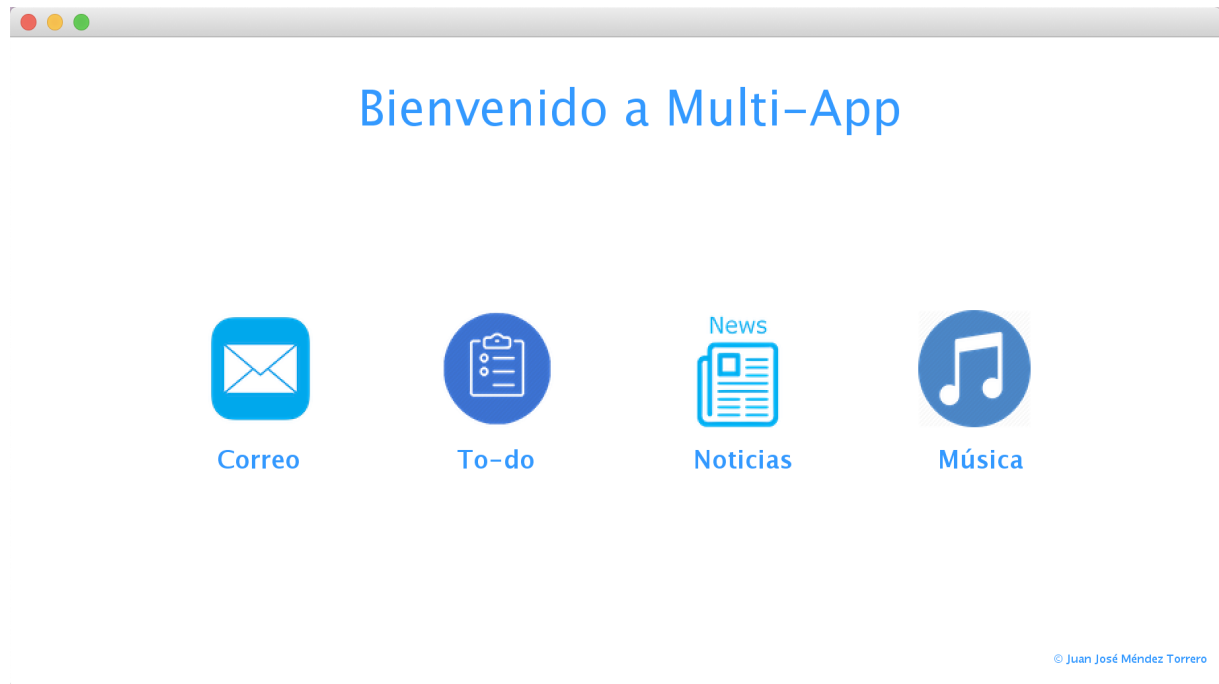 Bienvenido a Multi-App
News
Correo
To-do
Noticias
Música
© Juan José Méndez Torrero